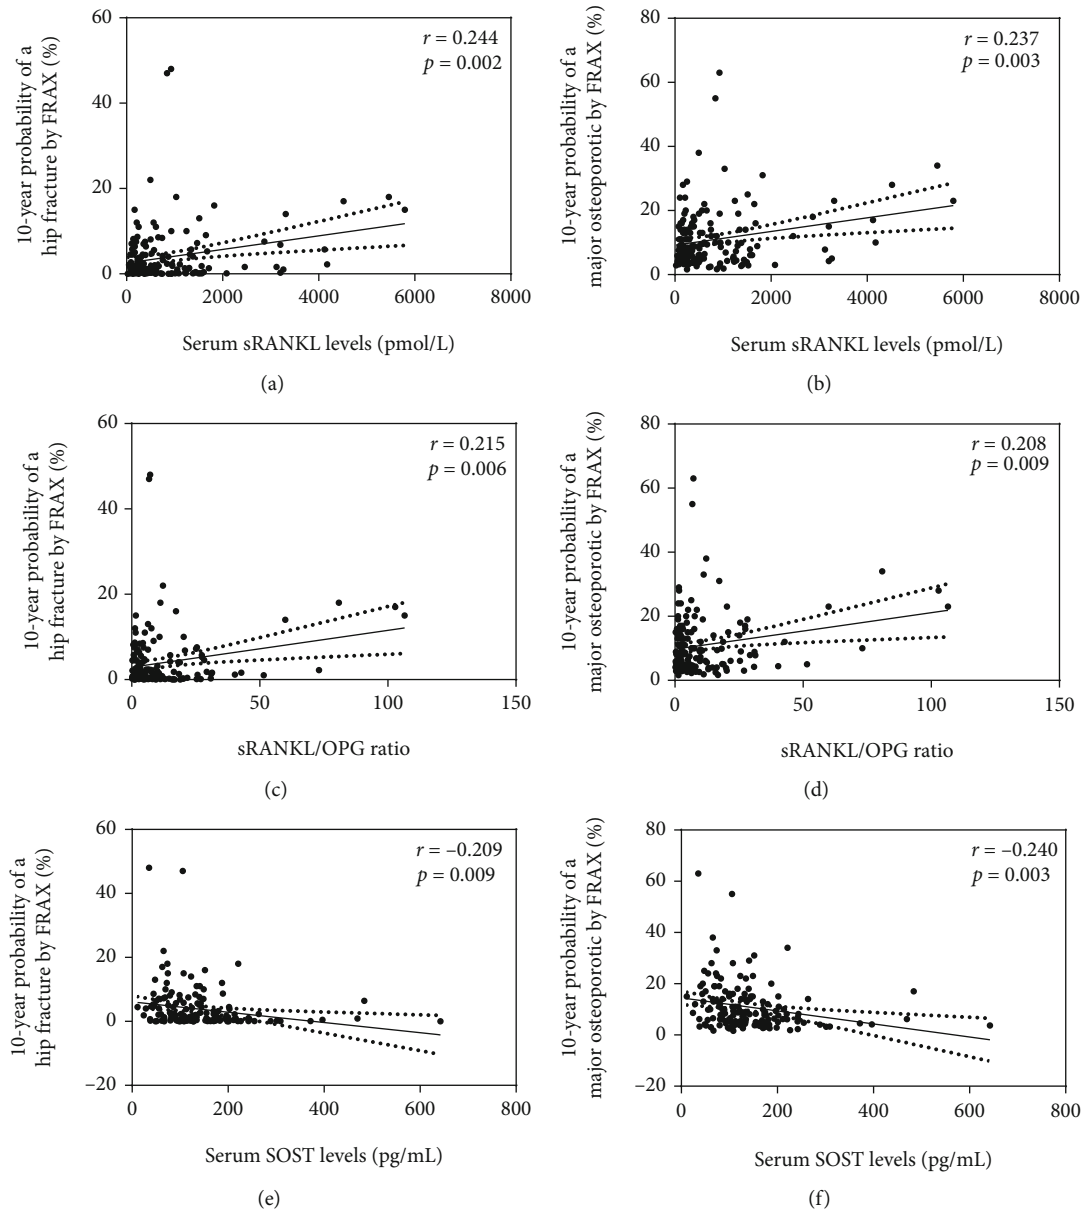 10-year probability of a
hip fracture by FRAX (%)
60
40
20
0
r = 0.244
p = 0.002
0
2000
4000
6000
8000
Serum sRANKL levels (pmol/L)
(a)
10-year probability of a
major osteoporotic by FRAX (%)
80
60
40
20
0
r = 0.237
p = 0.003
0
2000
4000
6000
8000
Serum sRANKL levels (pmol/L)
(b)
10-year probability of a
hip fracture by FRAX (%)
60
40
20
0
r = 0.215
p = 0.006
0
50
100
150
sRANKL/OPG ratio
(c)
10-year probability of a
major osteoporotic by FRAX (%)
80
60
40
20
0
r = 0.208
p = 0.009
0
50
100
150
sRANKL/OPG ratio
(d)
10-year probability of a
hip fracture by FRAX (%)
60
40
20
0
−20
r = −0.209
p = 0.009
0
200
400
600
800
Serum SOST levels (pg/mL)
(e)
10-year probability of a
major osteoporotic by FRAX (%)
80
60
40
20
0
−20
r = −0.240
p = 0.003
0
200
400
600
800
Serum SOST levels (pg/mL)
(f)